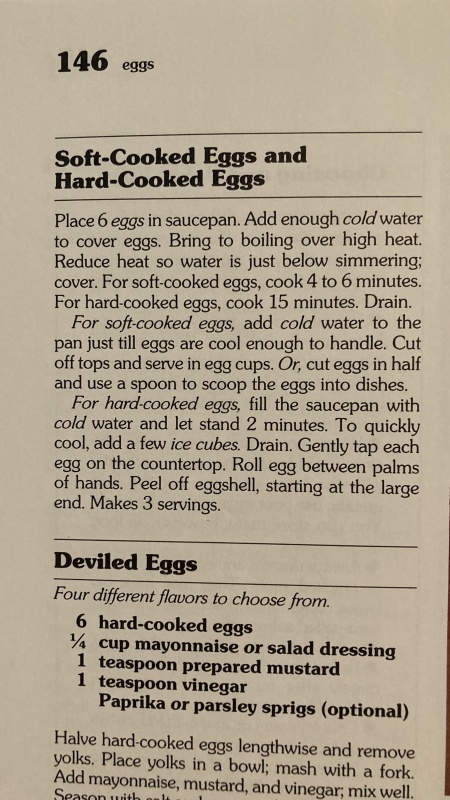 146 eggs
Soft-Cooked Eggs and
Hard-Cooked Eggs
Place 6 eggs in saucepan. Add enough cold water
to cover eggs. Bring to boiling over high heat.
Reduce heat so water is just below simmering;
cover. For soft-cooked eggs, cook 4 to 6 minutes.
For hard-cooked eggs, cook 15 minutes. Drain.
For soft-cooked eggs, add cold water to the
pan just till eggs are cool enough to handle. Cut
off tops and serve in egg cups. Or, cut eggs in half
and use a spoon to scoop the eggs into dishes.
For hard-cooked eggs, fill the saucepan with
cold water and let stand 2 minutes. To quickly
cool, add a few ice cubes. Drain. Gently tap each
egg on the countertop. Roll egg between palms
of hands. Peel off eggshell, starting at the large
end. Makes 3 servings.
Deviled Eggs
Four different flavors to choose from.
6 hard-cooked eggs
¼ cup mayonnaise or salad dressing
1 teaspoon prepared mustard
1 teaspoon vinegar
Paprika or parsley sprigs (optional)
Halve hard-cooked eggs lengthwise and remove
yolks. Place yolks in a bowl; mash with a fork.
Add mayonnaise, mustard, and vinegar; mix well.
Season with salt